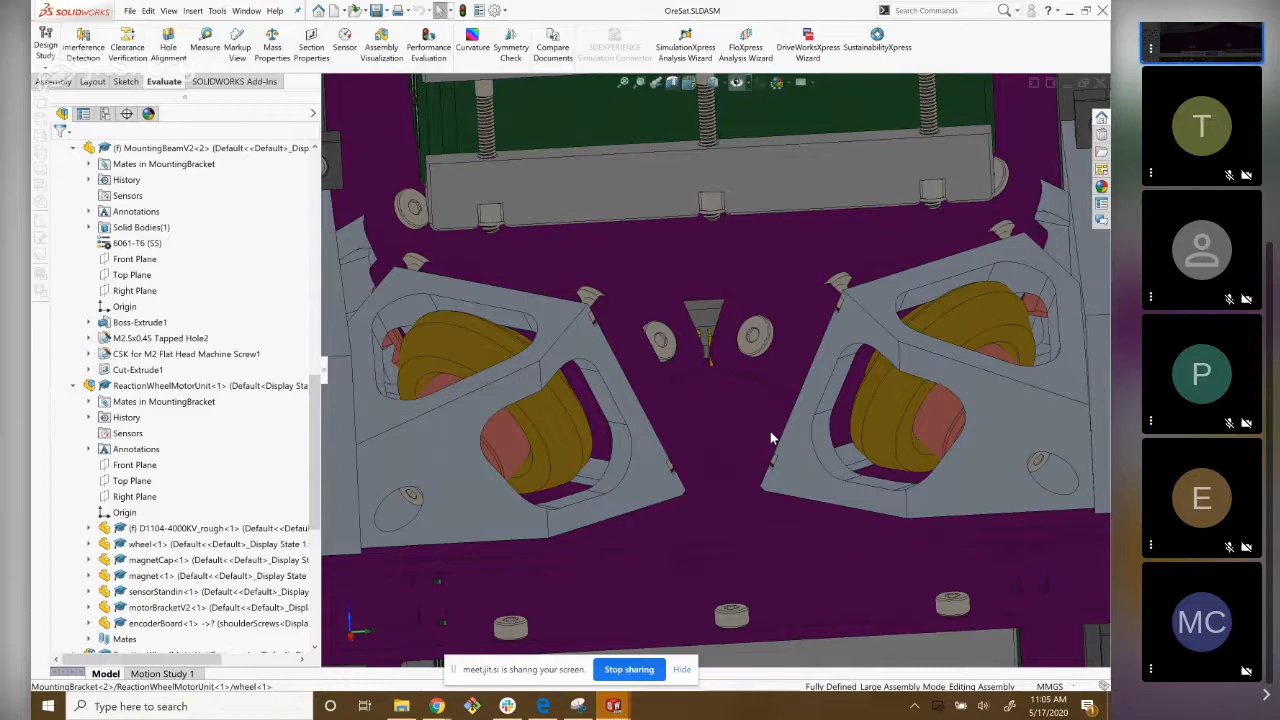 SOLIDWORKS File Edit View Insert Tools Window Help OreSat.SLDASM Search Commands
Design Study
Interference Detection
Clearance Verification
Hole Alignment
Measure
Markup View
Mass Properties
Section Properties
Sensor
Assembly Visualization
Performance Evaluation
Curvature
Symmetry Check
Compare Documents
3DEXPERIENCE Simulation Connector
SimulationXpress Analysis Wizard
FloXpress Analysis Wizard
DriveWorksXpress Wizard
SustainabilityXpress
Assembly Layout Sketch Evaluate SOLIDWORKS Add-Ins
(f) MountingBeamV2<2> (Default<<Default>_Disp
Mates in MountingBracket
History
Sensors
Annotations
Solid Bodies(1)
6061-T6 (SS)
Front Plane
Top Plane
Right Plane
Origin
Boss-Extrude1
M2.5x0.45 Tapped Hole2
CSK for M2 Flat Head Machine Screw1
Cut-Extrude1
ReactionWheelMotorUnit<1> (Default<Display Sta
Mates in MountingBracket
History
Sensors
Annotations
Front Plane
Top Plane
Right Plane
Origin
(f) D1104-4000KV_rough<1> (Default<<Defaul
wheel<1> (Default<<Default>_Display State 1
magnetCap<1> (Default<<Default>_Display
magnet<1> (Default<<Default>_Display State
sensorStandin<1> (Default<<Default>_Display
motorBracketV2<1> (Default<<Default>_Displ
encoderBoard<1> ->? (shoulderScrews<Displa
Mates
T
P
E
MC
Model Motion Study 1
meet.jit.si is sharing your screen. Stop sharing Hide
MountingBracket<2>/ReactionWheelMotorUnit<1>/wheel<1> Fully Defined Large Assembly Mode Editing Assembly MMGS
Type here to search
11:05 AM
5/17/2020
1